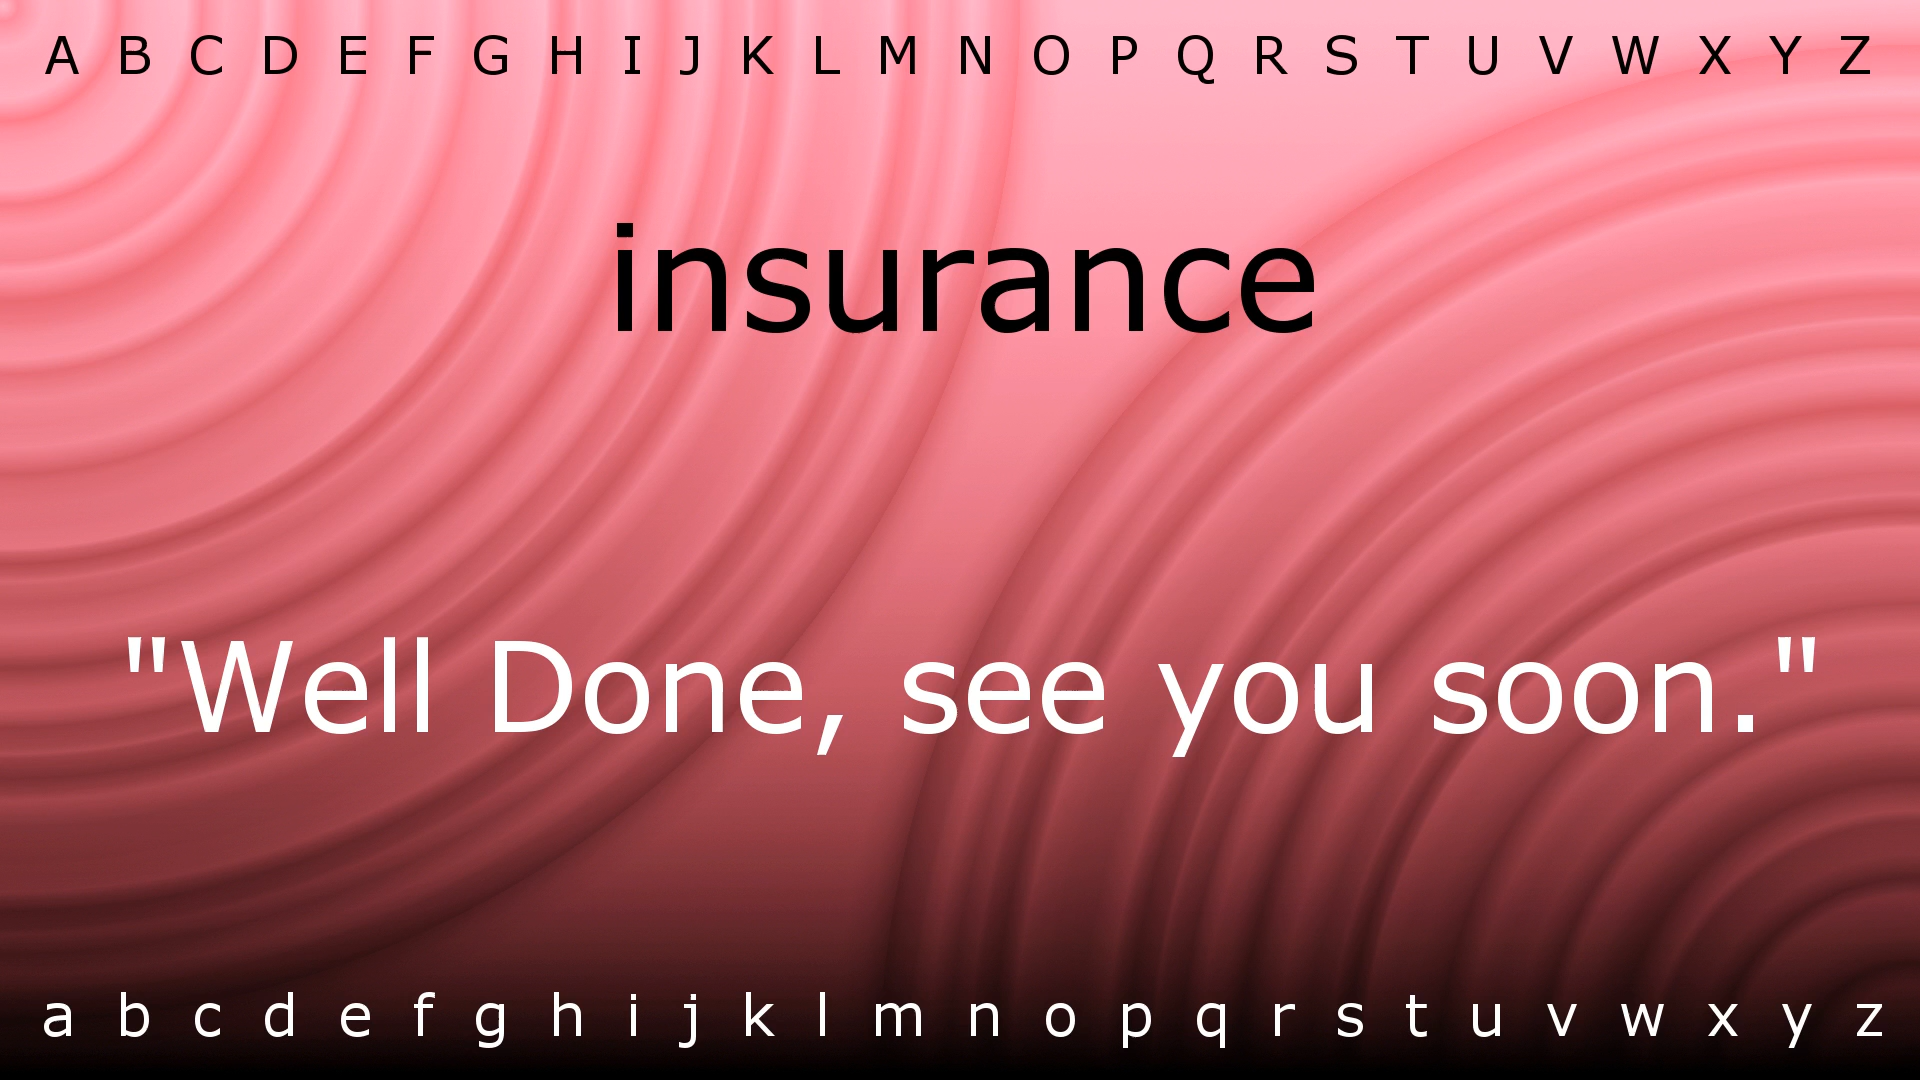 A B C D E F G H I J K L M N O P Q R S T U V W X Y Z
insurance
"Well Done, see you soon."
a b c d e f g h i j k l m n o p q r s t u v w x y z